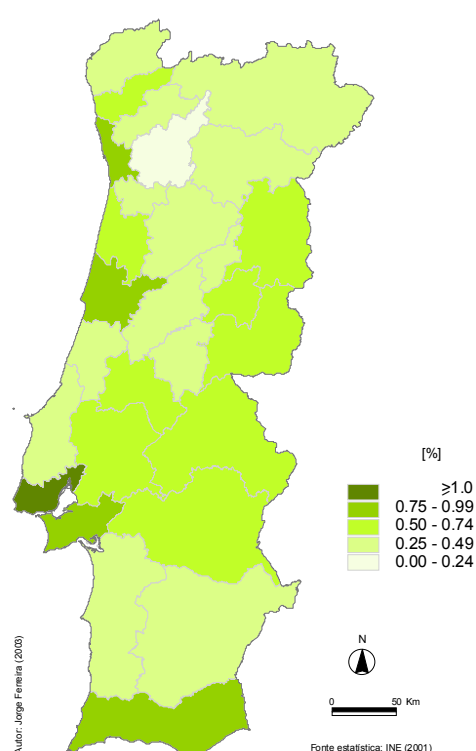 [%]
⩾1.0
0.75 - 0.99
0.50 - 0.74
0.25 - 0.49
0.00 - 0.24
N
0 50 Km
Autor: Jorge Ferreira (2003)
Fonte estatística: INE (2001)